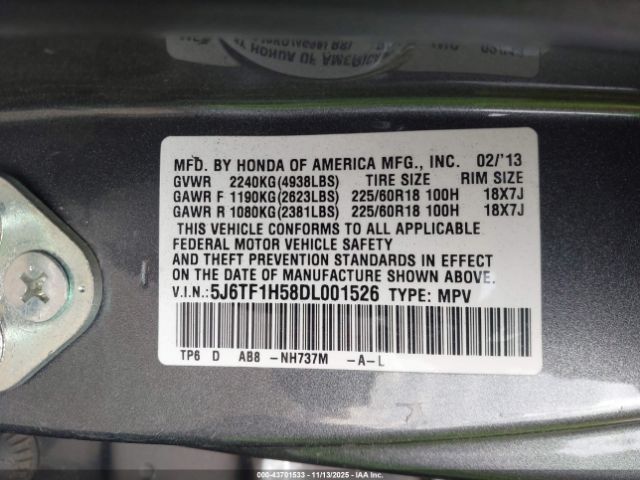 MFD. BY HONDA OF AMERICA MFG., INC. 02/'13
GVWR 2240KG(4938LBS) TIRE SIZE RIM SIZE
GAWR F 1190KG(2623LBS) 225/60R18 100H 18X7J
GAWR R 1080KG(2381LBS) 225/60R18 100H 18X7J
THIS VEHICLE CONFORMS TO ALL APPLICABLE
FEDERAL MOTOR VEHICLE SAFETY
AND THEFT PREVENTION STANDARDS IN EFFECT
ON THE DATE OF MANUFACTURE SHOWN ABOVE.
V.I.N.:5J6TF1H58DL001526 TYPE: MPV
TP6 D AB8 -NH737M -A-L
000-43701533 - 11/13/2025 - IAAI.COM